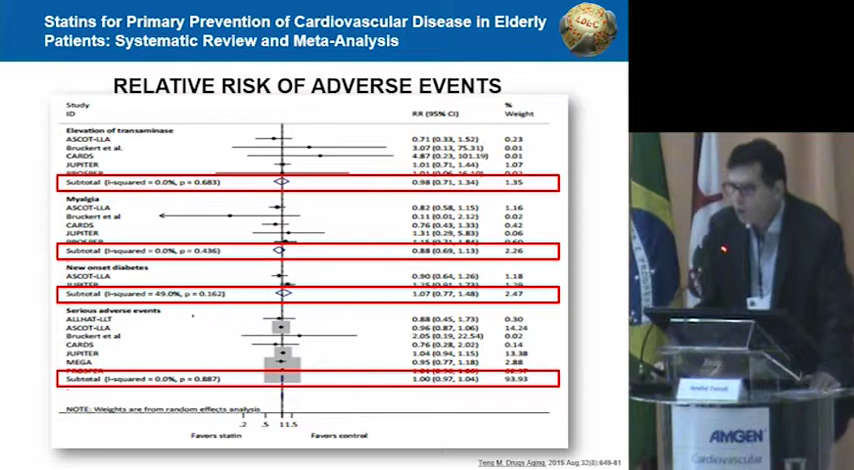 Statins for Primary Prevention of Cardiovascular Disease in Elderly
Patients: Systematic Review and Meta-Analysis
LDL-C
RELATIVE RISK OF ADVERSE EVENTS
Study %
ID RR (95% CI) Weight
Elevation of transaminase
ASCOT-LLA 0.71 (0.33, 1.52) 0.23
Bruckert et al. 3.07 (0.13, 75.31) 0.01
CARDS 4.87 (0.23, 101.19) 0.01
JUPITER 1.01 (0.71, 1.44) 1.07
PROSPER
Subtotal (I-squared = 0.0%, p = 0.683) 0.98 (0.71, 1.34) 1.35
Myalgia
ASCOT-LLA 0.82 (0.58, 1.15) 1.16
Bruckert et al 0.11 (0.01, 2.12) 0.02
CARDS 0.76 (0.43, 1.33) 0.42
JUPITER 1.31 (0.29, 5.83) 0.06
PROSPER
Subtotal (I-squared = 0.0%, p = 0.436) 0.88 (0.69, 1.13) 2.26
New onset diabetes
ASCOT-LLA 0.90 (0.64, 1.26) 1.18
JUPITER
Subtotal (I-squared = 49.0%, p = 0.162) 1.07 (0.77, 1.48) 2.47
Serious adverse events
ALLHAT-LLT 0.88 (0.45, 1.73) 0.30
ASCOT-LLA 0.96 (0.87, 1.06) 14.24
Bruckert et al 2.05 (0.19, 22.54) 0.02
CARDS 0.76 (0.28, 2.02) 0.14
JUPITER 1.04 (0.94, 1.15) 13.38
MEGA 0.95 (0.77, 1.18) 2.88
PROSPER
Subtotal (I-squared = 0.0%, p = 0.887) 1.00 (0.97, 1.04) 93.93
NOTE: Weights are from random effects analysis
.2 .5 1 1.5
Favors statin Favors control
Teng M. Drugs Aging. 2015 Aug;32(8):649-61
AMGEN
Cardiovascular